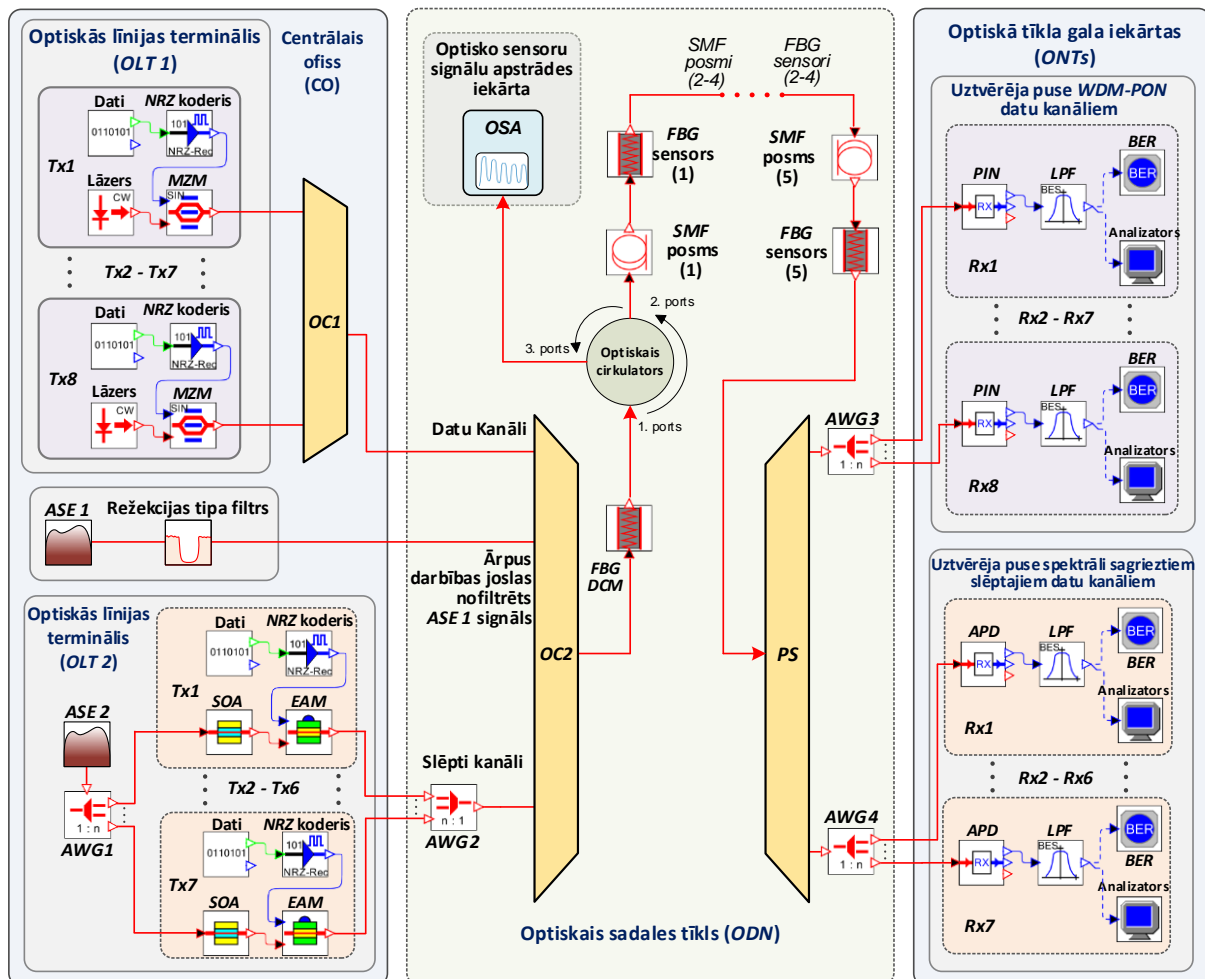 Optiskās līnijas terminālis
(OLT 1)
Centrālais
ofiss
(CO)
Dati
NRZ koderis
0110101
101
NRZ-Rec
Tx1
Lāzers
MZM
CW
SIN
Tx2 - Tx7
Dati
NRZ koderis
0110101
101
NRZ-Rec
Tx8
Lāzers
MZM
CW
SIN
OC1
ASE 1
Režekcijas tipa filtrs
Optiskās līnijas
terminālis
(OLT 2)
Dati
NRZ koderis
0110101
101
NRZ-Rec
Tx1
SOA
EAM
ASE 2
1 : n
AWG1
Tx2 - Tx6
Dati
NRZ koderis
0110101
101
NRZ-Rec
Tx7
SOA
EAM
Optisko sensoru
signālu apstrādes
iekārta
OSA
SMF
posmi
(2-4)
FBG
sensori
(2-4)
FBG
sensors
(1)
SMF
posms
(5)
SMF
posms
(1)
FBG
sensors
(5)
2. ports
3. ports
Optiskais
cirkulators
1. ports
Datu Kanāli
Ārpus
darbības joslas
nofiltrēts
ASE 1 signāls
FBG
DCM
OC2
Slēpti kanāli
n : 1
AWG2
PS
AWG3
1 : n
AWG4
1 : n
Optiskais sadales tīkls (ODN)
Optiskā tīkla gala iekārtas
(ONTs)
Uztvērēja puse WDM-PON
datu kanāliem
BER
PIN
LPF
BER
RX
BES
Analizators
Rx1
Rx2 - Rx7
BER
PIN
LPF
BER
RX
BES
Analizators
Rx8
Uztvērēja puse spektrāli sagrieztiem
slēptajiem datu kanāliem
APD
LPF
BER
RX
BES
BER
Analizators
Rx1
Rx2 - Rx6
APD
LPF
BER
RX
BES
BER
Analizators
Rx7